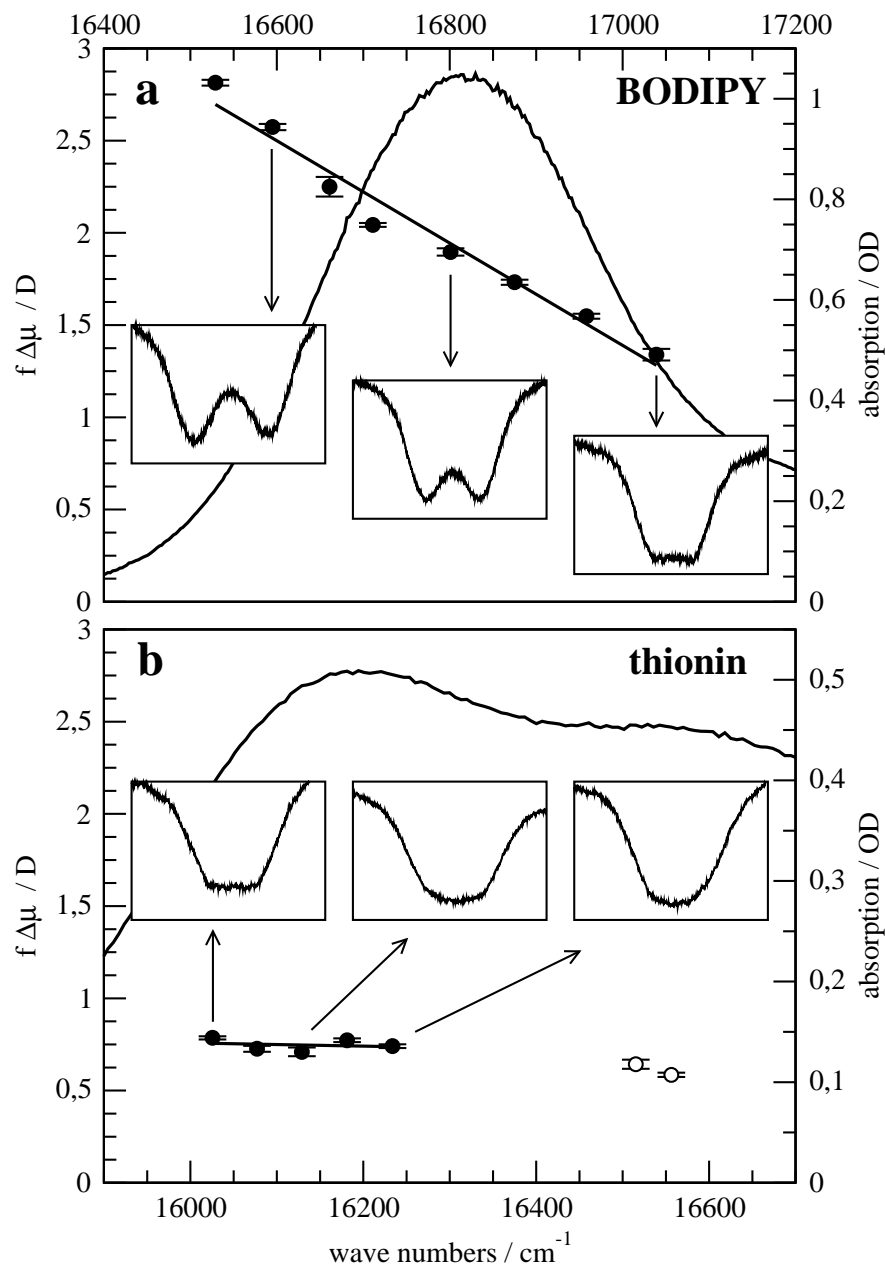 16400 16600 16800 17000 17200
a BODIPY
3
2,5
2
1,5
1
0,5
0
f Δμ / D
1
0,8
0,6
0,4
0,2
0
absorption / OD
b thionin
3
2,5
2
1,5
1
0,5
0
f Δμ / D
0,5
0,4
0,3
0,2
0,1
0
absorption / OD
16000 16200 16400 16600
wave numbers / cm⁻¹